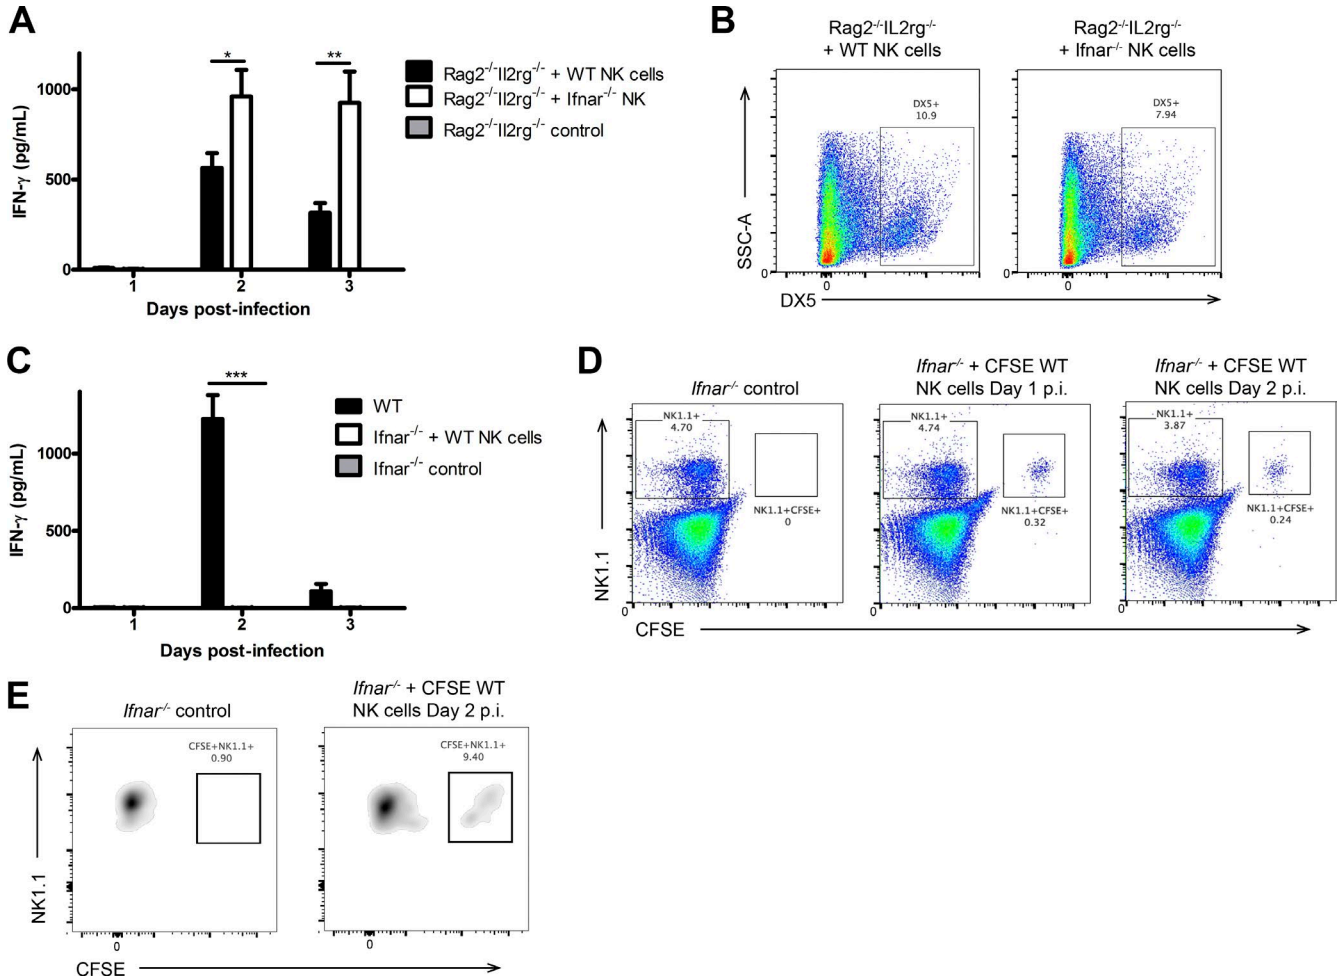 A
IFN-γ (pg/mL)
1000
500
0
*
**
1 2 3
Days post-infection
Rag2-/-Il2rg-/- + WT NK cells
Rag2-/-Il2rg-/- + Ifnar-/- NK
Rag2-/-Il2rg-/- control
B
Rag2-/-IL2rg-/-
+ WT NK cells
Rag2-/-IL2rg-/-
+ Ifnar-/- NK cells
DX5+
10.9
DX5+
7.94
SSC-A
0
0
0
0
DX5
C
IFN-γ (pg/mL)
1000
500
0
***
1 2 3
Days post-infection
WT
Ifnar-/- + WT NK cells
Ifnar-/- control
D
Ifnar-/- control
Ifnar-/- + CFSE WT
NK cells Day 1 p.i.
Ifnar-/- + CFSE WT
NK cells Day 2 p.i.
NK1.1+
4.70
NK1.1+CFSE+
0
NK1.1+
4.74
NK1.1+CFSE+
0.32
NK1.1+
3.87
NK1.1+CFSE+
0.24
NK1.1
0
0
0
CFSE
E
Ifnar-/- control
Ifnar-/- + CFSE WT
NK cells Day 2 p.i.
CFSE+NK1.1+
0.90
CFSE+NK1.1+
9.40
NK1.1
0
0
CFSE